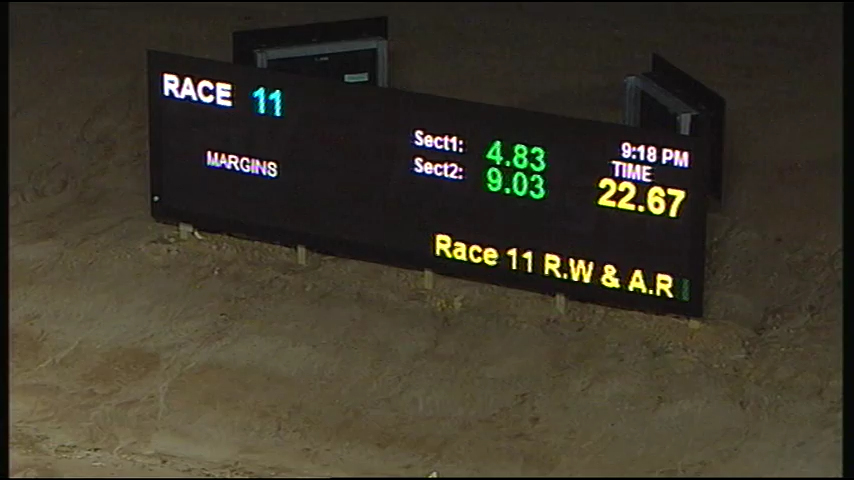 RACE 11
Sect1: 4.83
9:18 PM
MARGINS
Sect2: 9.03
TIME
22.67
Race 11 R.W & A.R